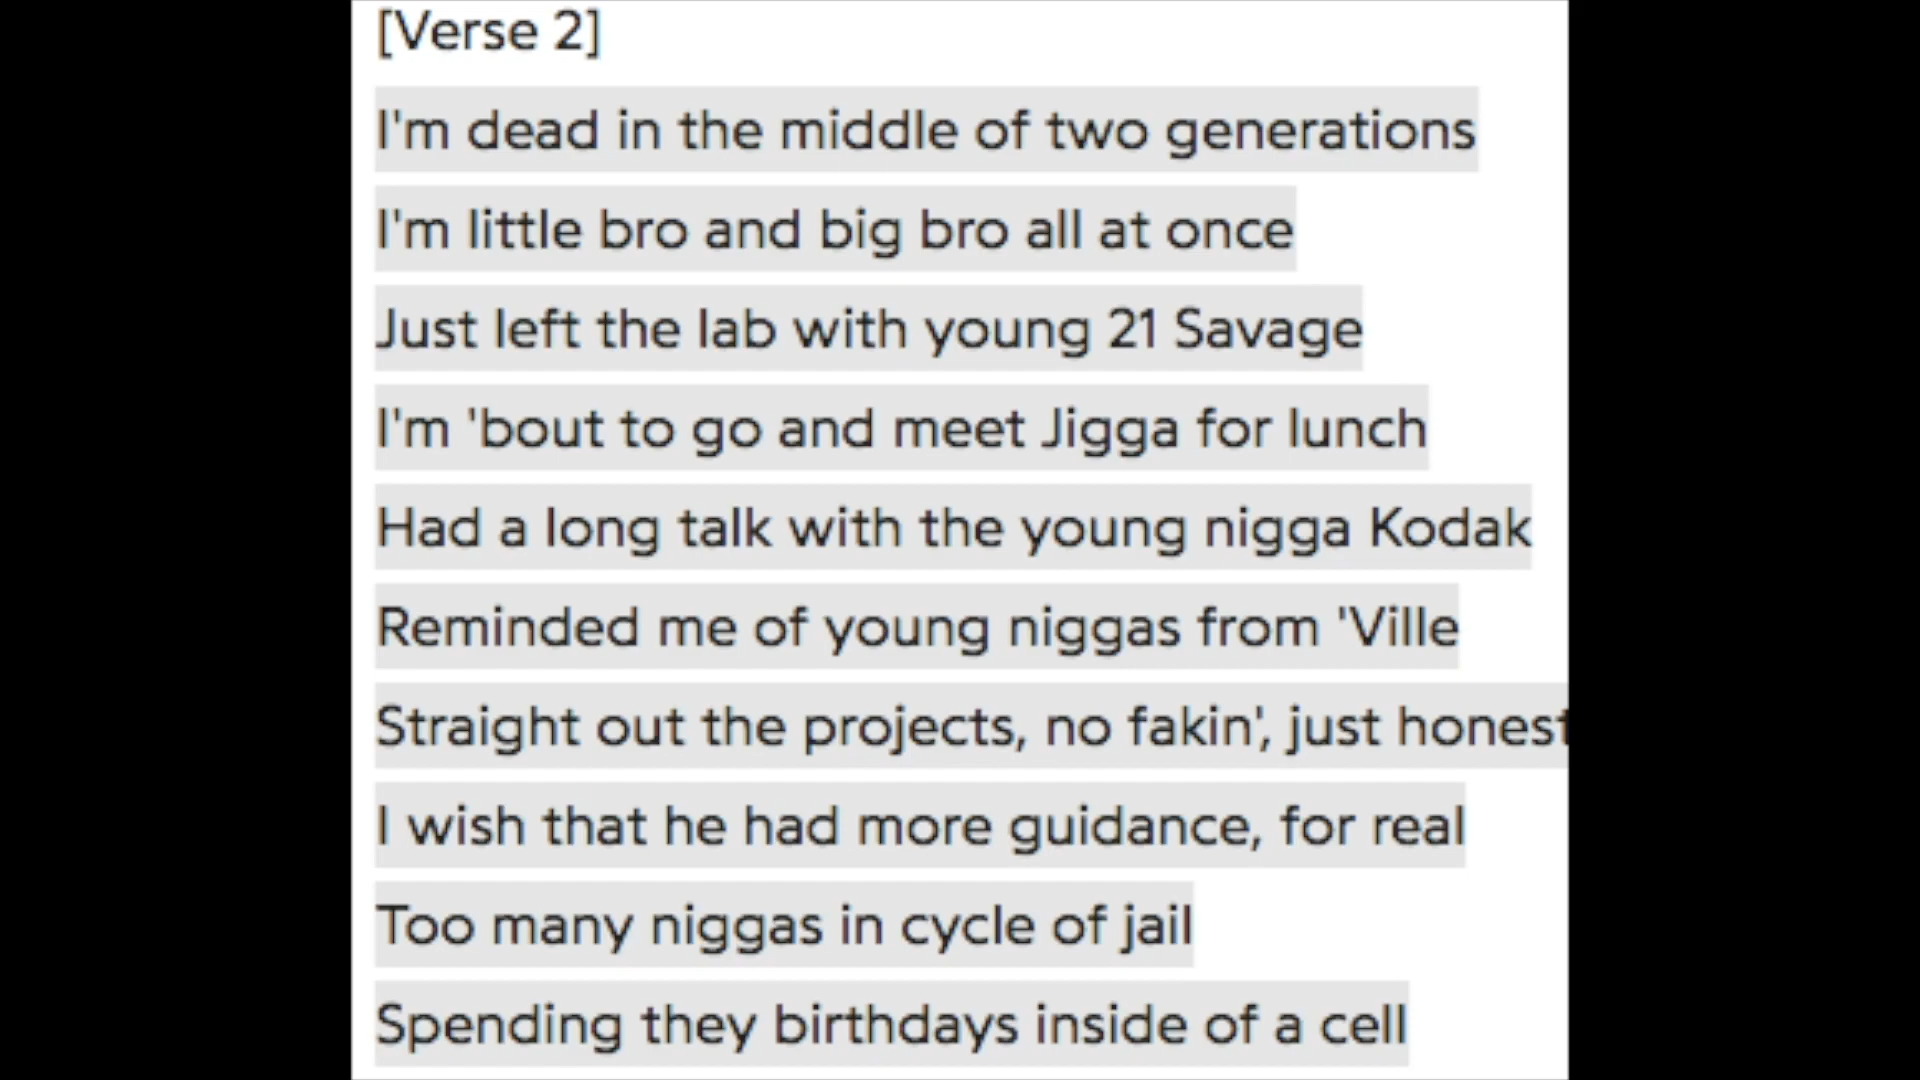 [Verse 2]
I'm dead in the middle of two generations
I'm little bro and big bro all at once
Just left the lab with young 21 Savage
I'm 'bout to go and meet Jigga for lunch
Had a long talk with the young nigga Kodak
Reminded me of young niggas from 'Ville
Straight out the projects, no fakin', just honest
I wish that he had more guidance, for real
Too many niggas in cycle of jail
Spending they birthdays inside of a cell